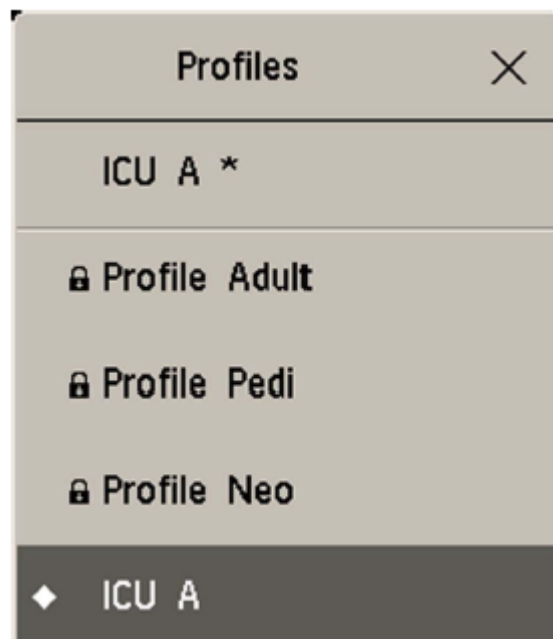 Profiles
ICU A *
Profile Adult
Profile Pedi
Profile Neo
ICU A